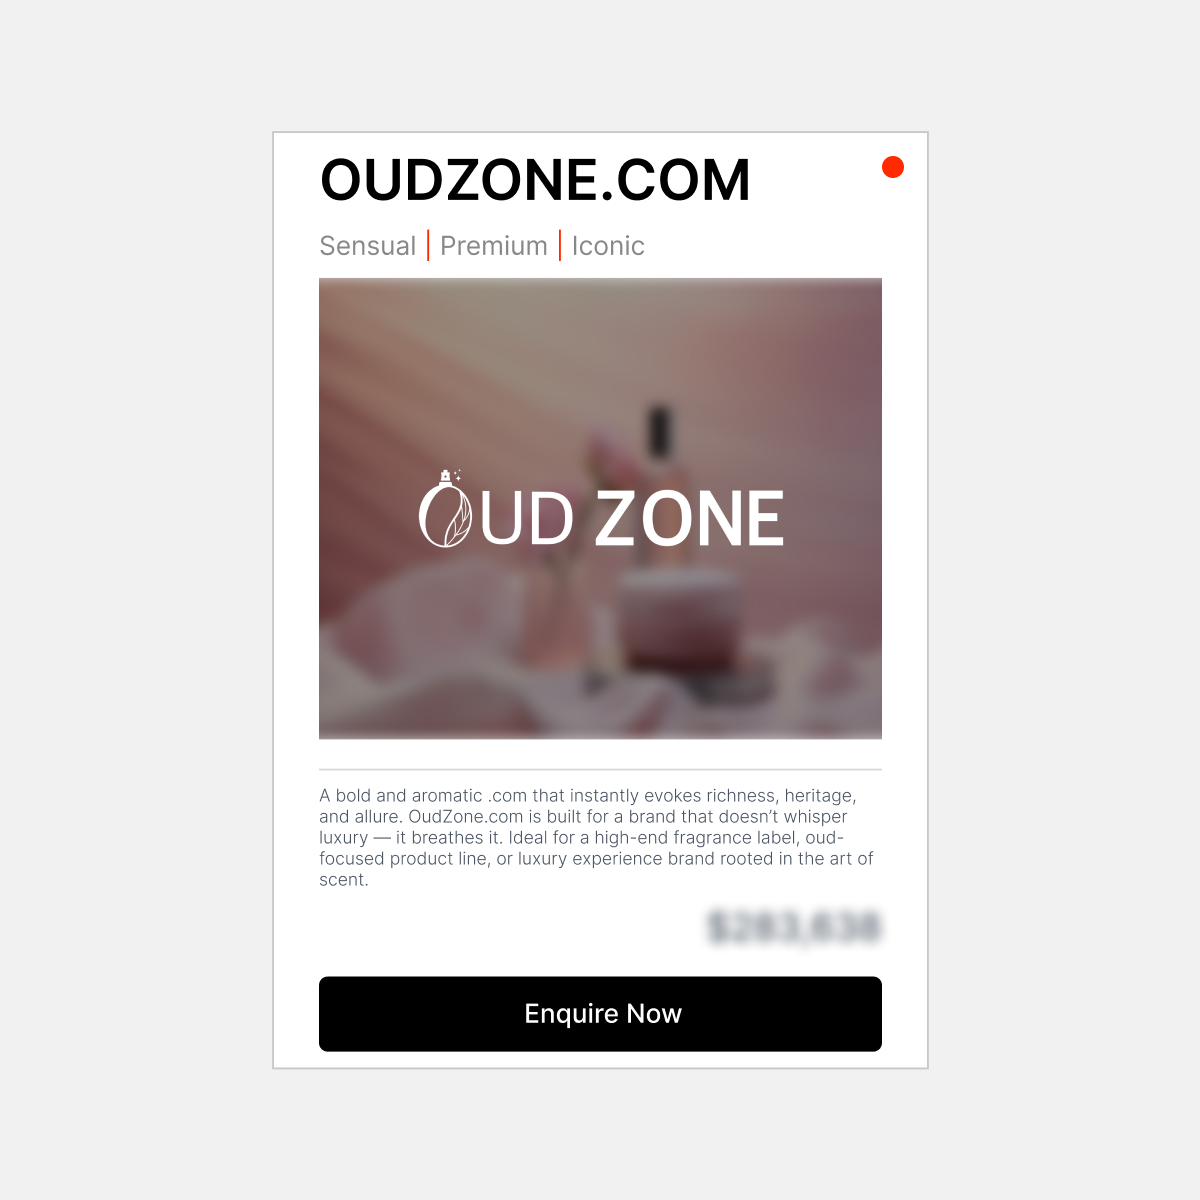 OUDZONE.COM
Sensual | Premium | Iconic
OUD ZONE
A bold and aromatic .com that instantly evokes richness, heritage,
and allure. OudZone.com is built for a brand that doesn’t whisper
luxury — it breathes it. Ideal for a high-end fragrance label, oud-
focused product line, or luxury experience brand rooted in the art of
scent.
Enquire Now